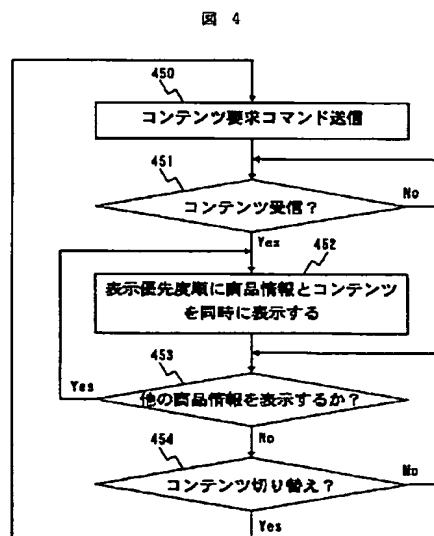 図 4
450
コンテンツ要求コマンド送信
451
コンテンツ受信?
No
Yes
452
表示優先度順に商品情報とコンテンツ
を同時に表示する
453
Yes
他の商品情報を表示するか?
No
454
コンテンツ切り替え?
No
Yes